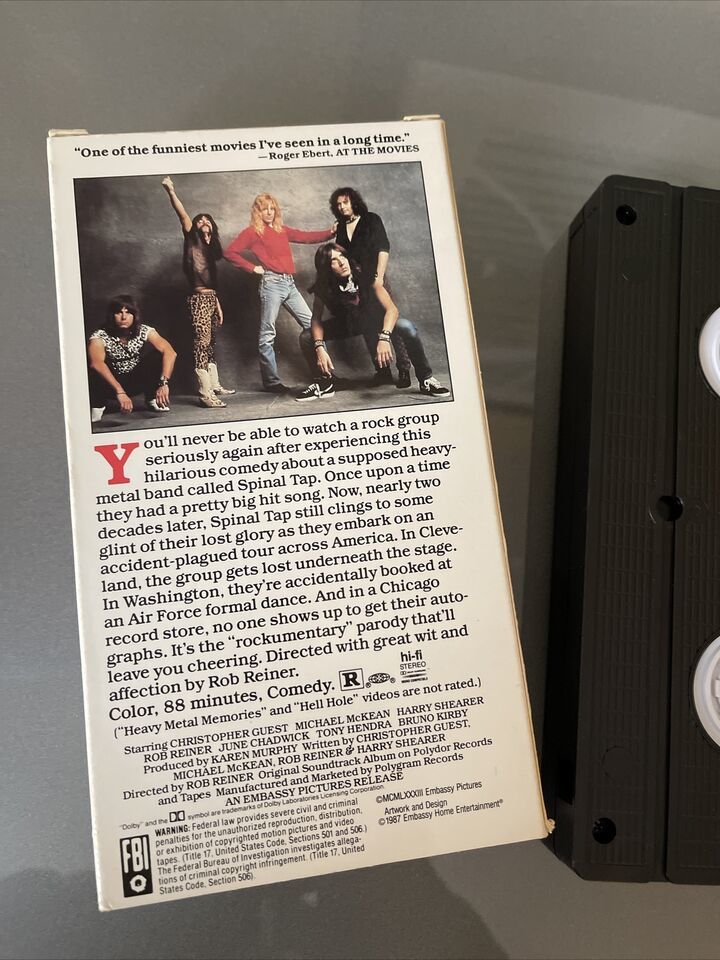 “One of the funniest movies I've seen in a long time.”
—Roger Ebert, AT THE MOVIES
You'll never be able to watch a rock group
seriously again after experiencing this
hilarious comedy about a supposed heavy-
metal band called Spinal Tap. Once upon a time
they had a pretty big hit song. Now, nearly two
decades later, Spinal Tap still clings to some
glint of their lost glory as they embark on an
accident-plagued tour across America. In Cleve-
land, the group gets lost underneath the stage.
In Washington, they're accidentally booked at
an Air Force formal dance. And in a Chicago
record store, no one shows up to get their auto-
graphs. It's the “rockumentary” parody that'll
leave you cheering. Directed with great wit and
affection by Rob Reiner.
Color, 88 minutes, Comedy. R hi-fi STEREO
(“Heavy Metal Memories” and “Hell Hole” videos are not rated.)
Starring CHRISTOPHER GUEST MICHAEL McKEAN HARRY SHEARER
ROB REINER JUNE CHADWICK TONY HENDRA BRUNO KIRBY
Produced by KAREN MURPHY Written by CHRISTOPHER GUEST,
MICHAEL McKEAN, ROB REINER & HARRY SHEARER
Directed by ROB REINER Original Soundtrack Album on Polydor Records
and Tapes Manufactured and Marketed by Polygram Records
AN EMBASSY PICTURES RELEASE
“Dolby” and the symbol are trademarks of Dolby Laboratories Licensing Corporation.
©MCMLXXXIII Embassy Pictures
Artwork and Design
©1987 Embassy Home Entertainment®
FBI
WARNING: Federal law provides severe civil and criminal
penalties for the unauthorized reproduction, distribution,
or exhibition of copyrighted motion pictures and video
tapes. (Title 17, United States Code, Sections 501 and 506.)
The Federal Bureau of Investigation investigates allega-
tions of criminal copyright infringement. (Title 17, United
States Code, Section 506).